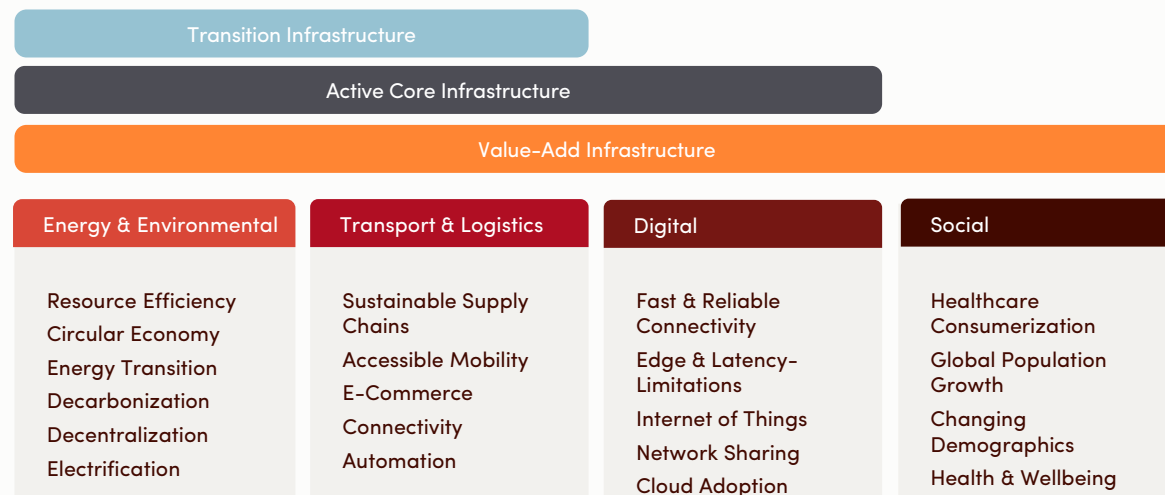 Transition Infrastructure
Active Core Infrastructure
Value-Add Infrastructure
Energy & Environmental
Resource Efficiency
Circular Economy
Energy Transition
Decarbonization
Decentralization
Electrification
Transport & Logistics
Sustainable Supply
Chains
Accessible Mobility
E-Commerce
Connectivity
Automation
Digital
Fast & Reliable
Connectivity
Edge & Latency-
Limitations
Internet of Things
Network Sharing
Cloud Adoption
Social
Healthcare
Consumerization
Global Population
Growth
Changing
Demographics
Health & Wellbeing